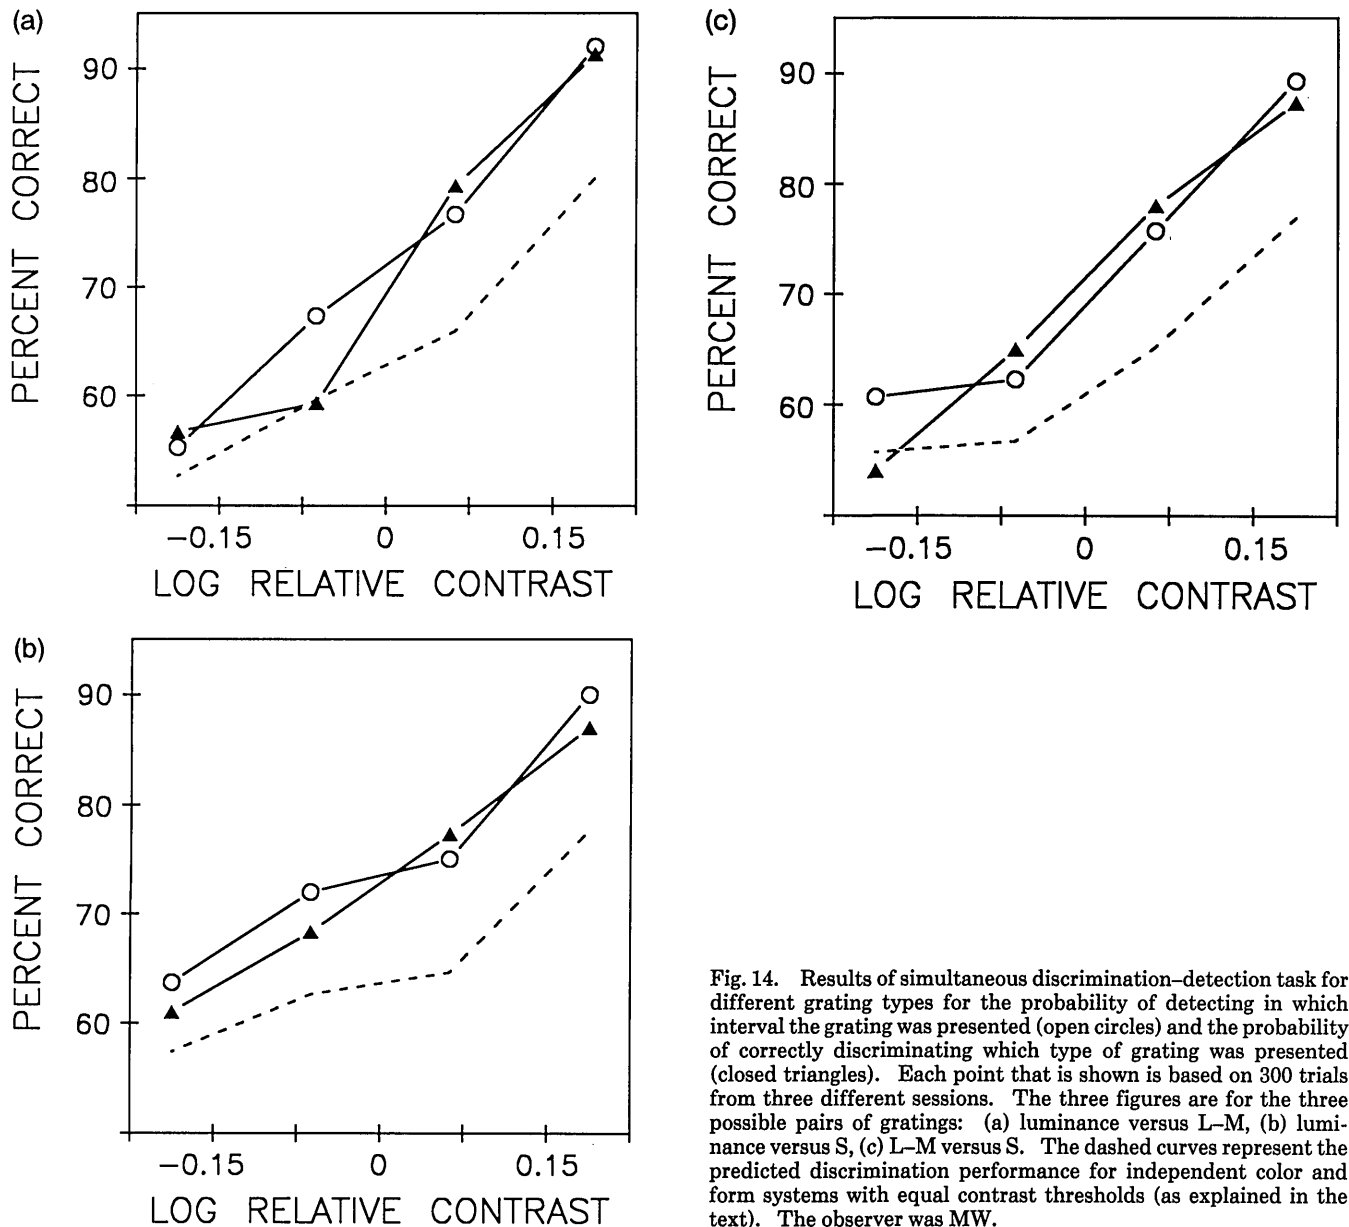 (a)
PERCENT CORRECT
90
80
70
60
−0.15 0 0.15
LOG RELATIVE CONTRAST
(b)
PERCENT CORRECT
90
80
70
60
−0.15 0 0.15
LOG RELATIVE CONTRAST
(c)
PERCENT CORRECT
90
80
70
60
−0.15 0 0.15
LOG RELATIVE CONTRAST
Fig. 14. Results of simultaneous discrimination–detection task for
different grating types for the probability of detecting in which
interval the grating was presented (open circles) and the probability
of correctly discriminating which type of grating was presented
(closed triangles). Each point that is shown is based on 300 trials
from three different sessions. The three figures are for the three
possible pairs of gratings: (a) luminance versus L–M, (b) lumi-
nance versus S, (c) L–M versus S. The dashed curves represent the
predicted discrimination performance for independent color and
form systems with equal contrast thresholds (as explained in the
text). The observer was MW.